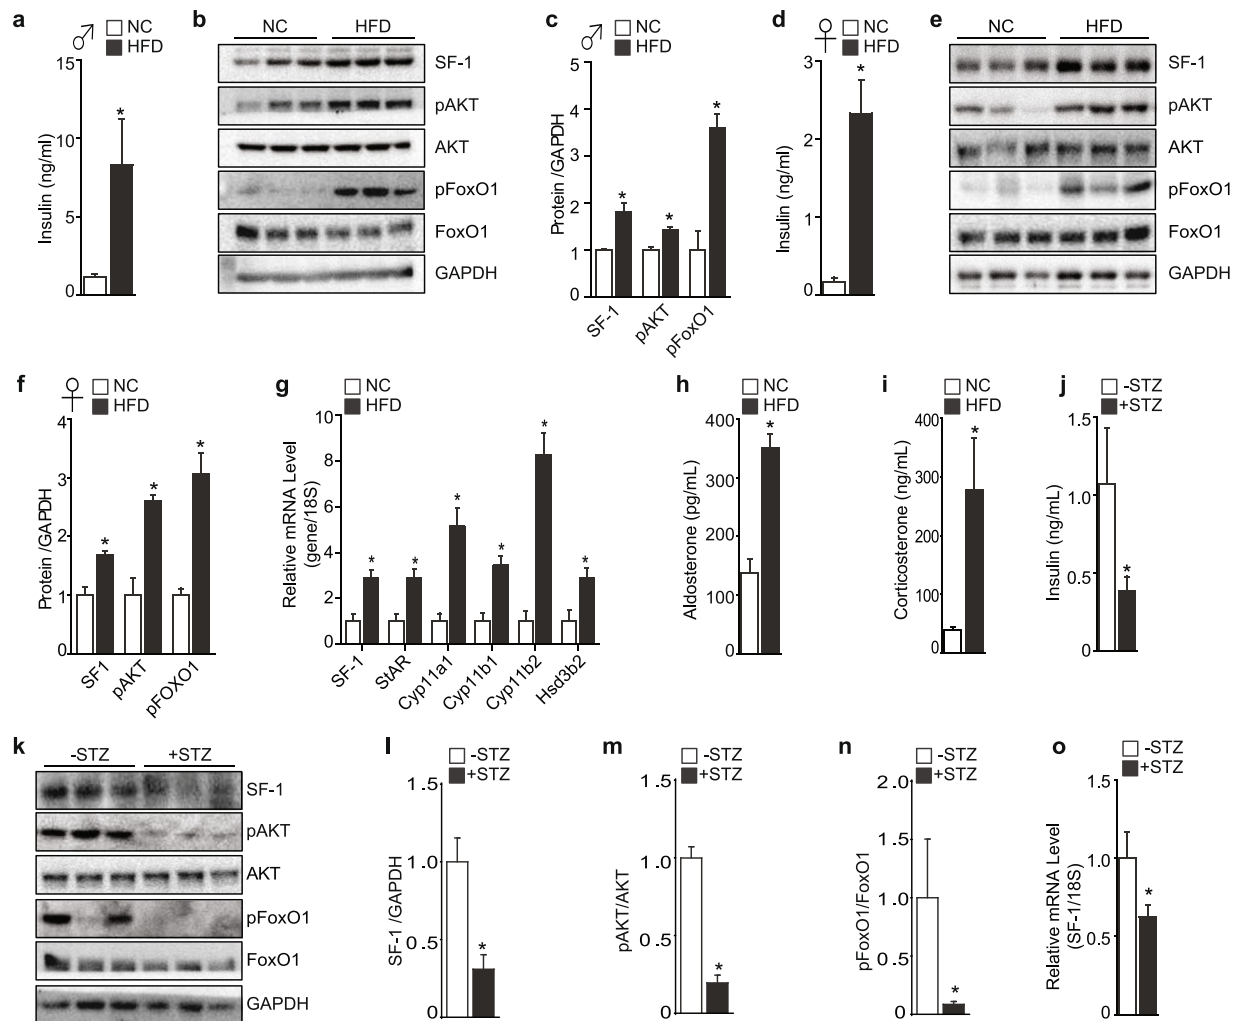 a
♂
NC
HFD
15
10
5
0
Insulin (ng/ml)
*
b
NC HFD
SF-1
pAKT
AKT
pFoxO1
FoxO1
GAPDH
c
♂
NC
HFD
5
4
3
2
1
0
Protein /GAPDH
* * *
SF-1 pAKT pFoxO1
d
♀
NC
HFD
3
2
1
0
Insulin (ng/ml)
*
e
NC HFD
SF-1
pAKT
AKT
pFoxO1
FoxO1
GAPDH
f
♀
NC
HFD
4
3
2
1
0
Protein /GAPDH
* * *
SF1 pAKT pFOXO1
g
NC
HFD
10
8
6
4
2
0
Relative mRNA Level
(gene/18S)
* * * * * *
SF-1 StAR Cyp11a1 Cyp11b1 Cyp11b2 Hsd3b2
h
NC
HFD
400
300
200
100
0
Aldosterone (pg/mL)
*
i
NC
HFD
400
300
200
100
0
Corticosterone (ng/mL)
*
j
-STZ
+STZ
1.5
1.0
0.5
0
Insulin (ng/mL)
*
k
-STZ +STZ
SF-1
pAKT
AKT
pFoxO1
FoxO1
GAPDH
l
-STZ
+STZ
1.5
1.0
0.5
0
SF-1 /GAPDH
*
m
-STZ
+STZ
1.5
1.0
0.5
0
pAKT/AKT
*
n
-STZ
+STZ
2.0
1.5
1.0
0.5
0
pFoxO1/FoxO1
*
o
-STZ
+STZ
1.5
1.0
0.5
0
Relative mRNA Level
(SF-1/18S)
*